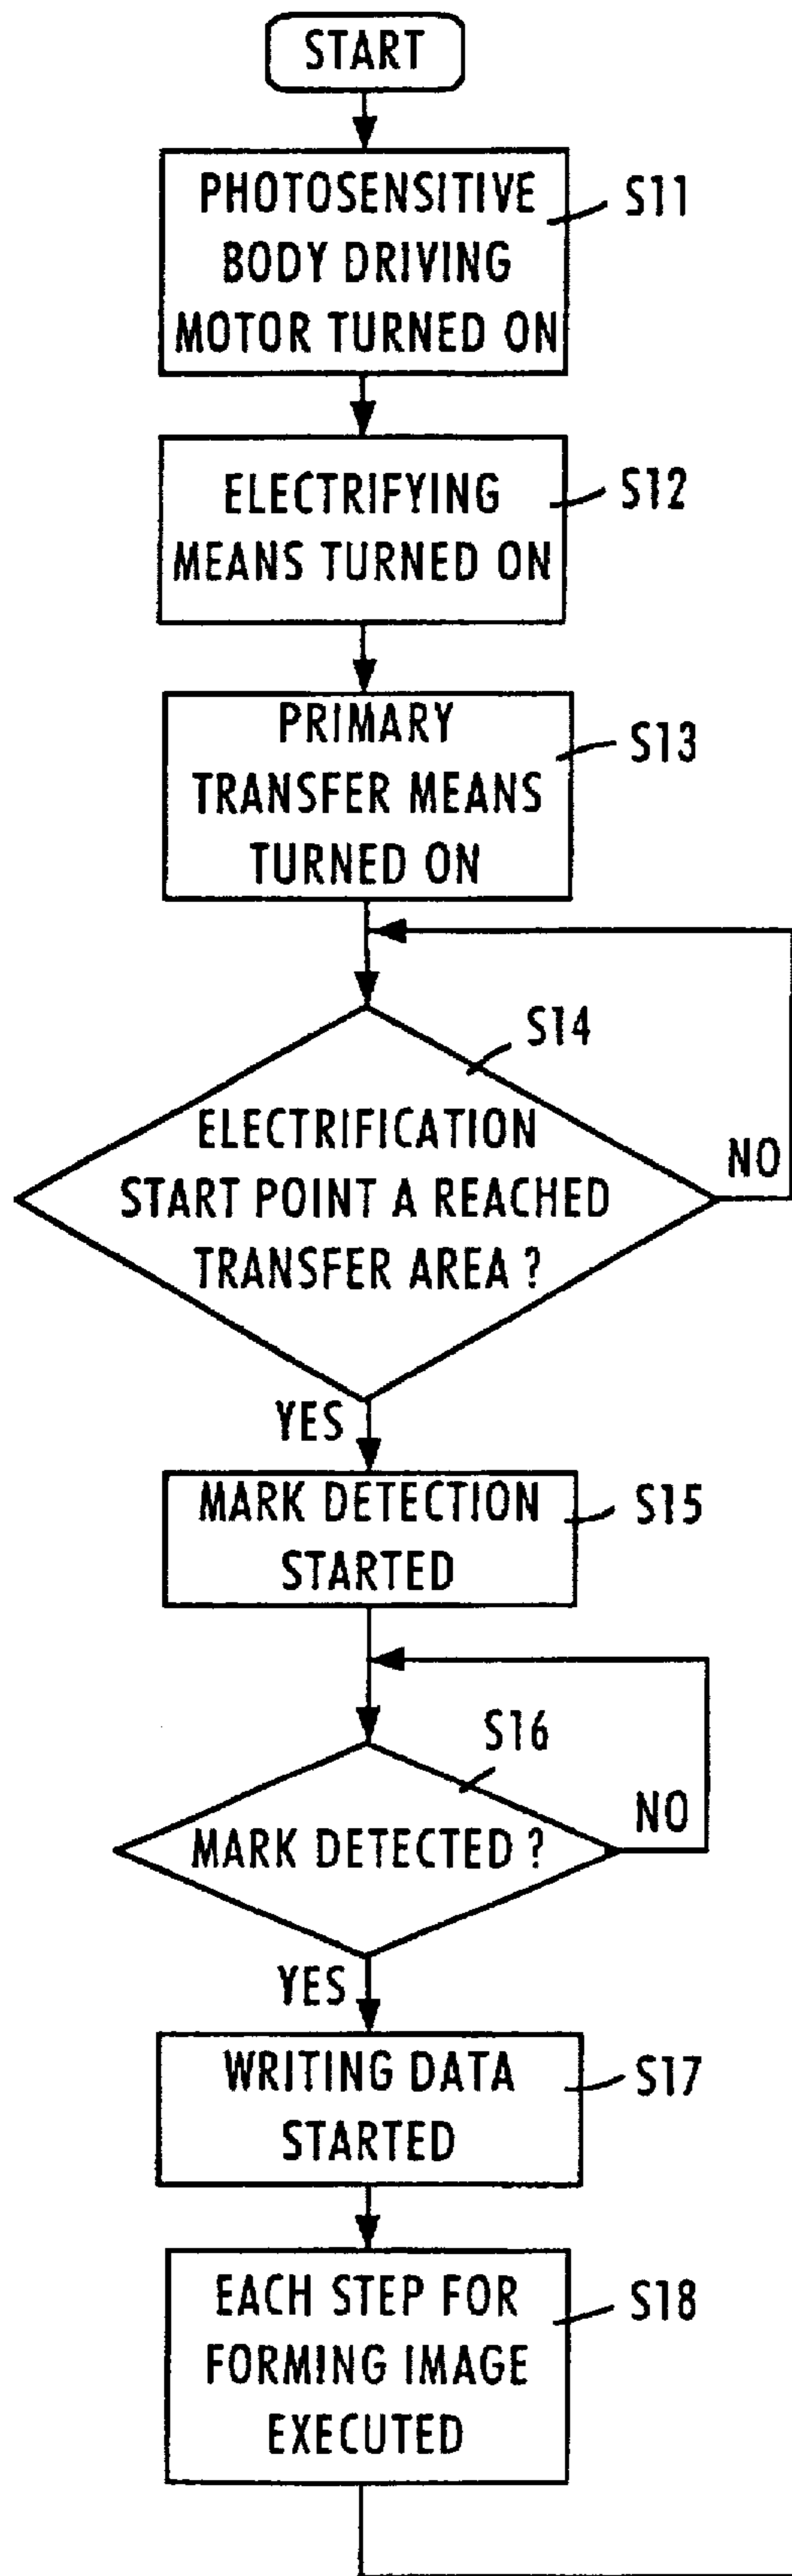 START
PHOTOSENSITIVE
BODY DRIVING
MOTOR TURNED ON
S11
ELECTRIFYING
MEANS TURNED ON
S12
PRIMARY
TRANSFER MEANS
TURNED ON
S13
S14
ELECTRIFICATION
START POINT A REACHED
TRANSFER AREA ?
NO
YES
MARK DETECTION
STARTED
S15
S16
MARK DETECTED ?
NO
YES
WRITING DATA
STARTED
S17
EACH STEP FOR
FORMING IMAGE
EXECUTED
S18